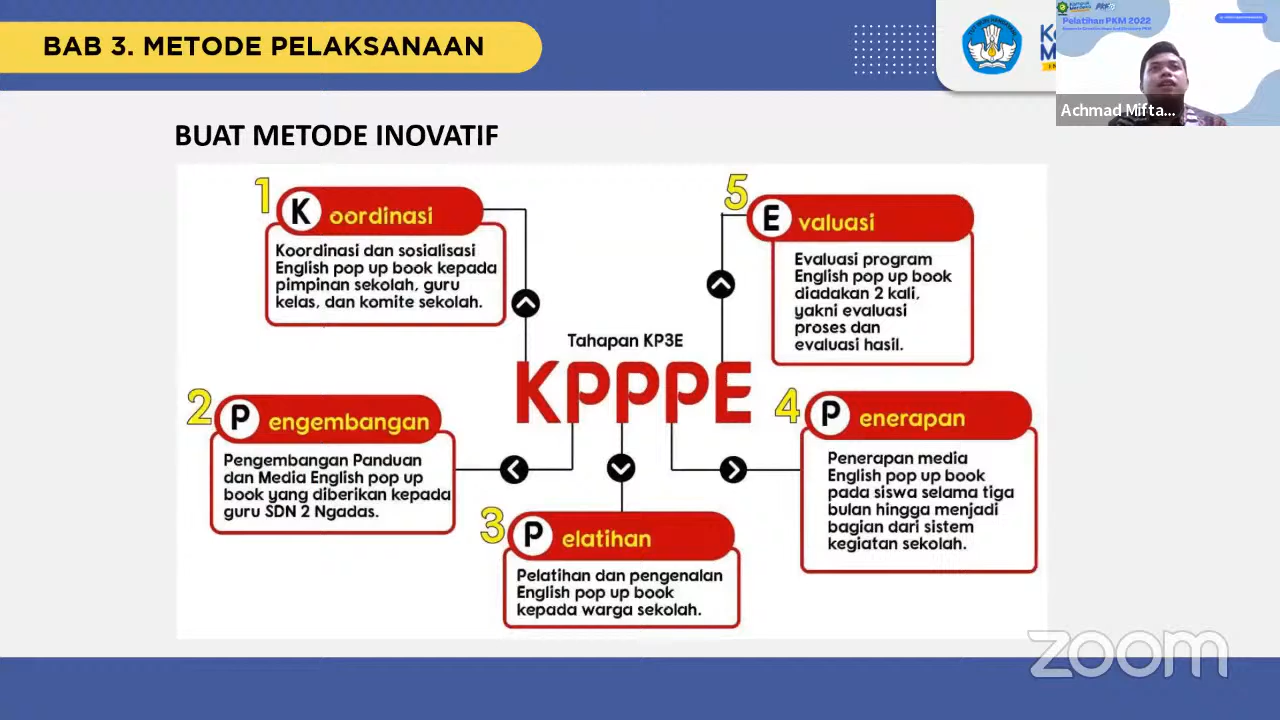 BAB 3. METODE PELAKSANAAN
Pelatihan PKM 2022
Achmad Mifta...
BUAT METODE INOVATIF
1
K oordinasi
Koordinasi dan sosialisasi
English pop up book kepada
pimpinan sekolah, guru
kelas, dan komite sekolah.
5
E valuasi
Evaluasi program
English pop up book
diadakan 2 kali,
yakni evaluasi
proses dan
evaluasi hasil.
Tahapan KP3E
KPPPE
2
P engembangan
Pengembangan Panduan
dan Media English pop up
book yang diberikan kepada
guru SDN 2 Ngadas.
4
P enerapan
Penerapan media
English pop up book
pada siswa selama tiga
bulan hingga menjadi
bagian dari sistem
kegiatan sekolah.
3
P elatihan
Pelatihan dan pengenalan
English pop up book
kepada warga sekolah.
zoom